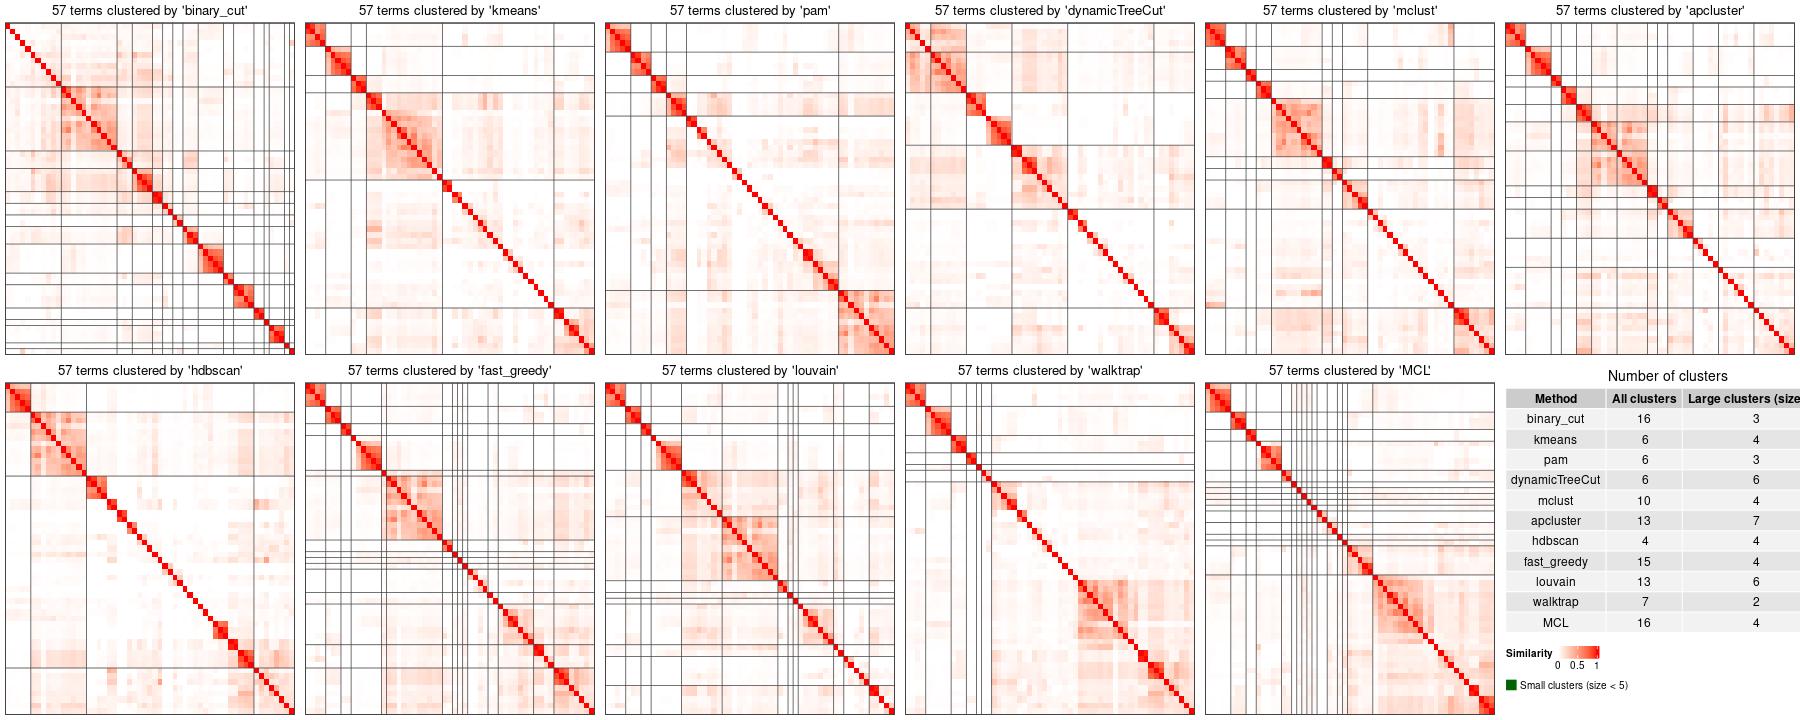 57 terms clustered by 'binary_cut'
57 terms clustered by 'kmeans'
57 terms clustered by 'pam'
57 terms clustered by 'dynamicTreeCut'
57 terms clustered by 'mclust'
57 terms clustered by 'apcluster'
57 terms clustered by 'hdbscan'
57 terms clustered by 'fast_greedy'
57 terms clustered by 'louvain'
57 terms clustered by 'walktrap'
57 terms clustered by 'MCL'
Number of clusters
Method All clusters Large clusters (size
binary_cut 16 3
kmeans 6 4
pam 6 3
dynamicTreeCut 6 6
mclust 10 4
apcluster 13 7
hdbscan 4 4
fast_greedy 15 4
louvain 13 6
walktrap 7 2
MCL 16 4
Similarity
0 0.5 1
Small clusters (size < 5)